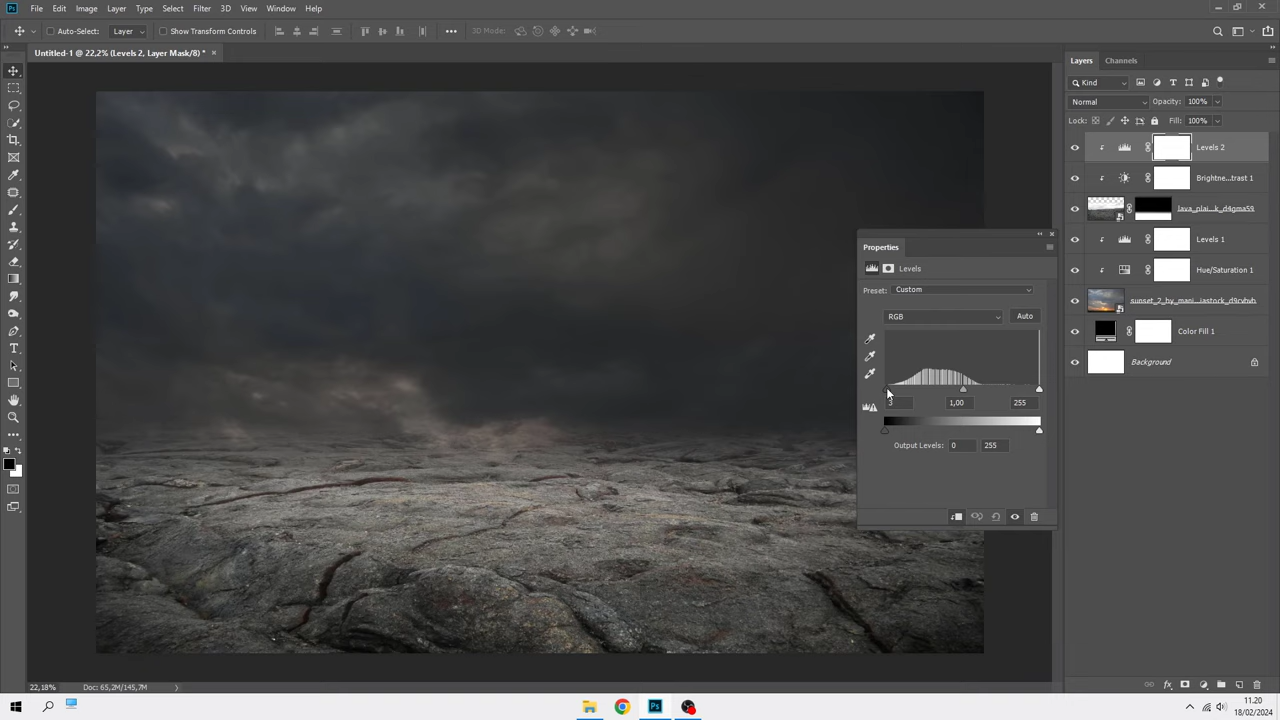 Ps File Edit Image Layer Type Select Filter 3D View Window Help
Auto-Select: Layer Show Transform Controls 3D Mode:
Untitled-1 @ 22,2% (Levels 2, Layer Mask/8) *
Layers Channels
Kind
Normal Opacity: 100%
Lock: Fill: 100%
Levels 2
Brightne...trast 1
lava_plai...k_d4gma59
Levels 1
Hue/Saturation 1
Color Fill 1
Background
Properties
Levels
Preset: Custom
RGB Auto
3 1,00 255
Output Levels: 0 255
22,18% Doc: 65,2M/145,7M
Ps
11.20
18/02/2024